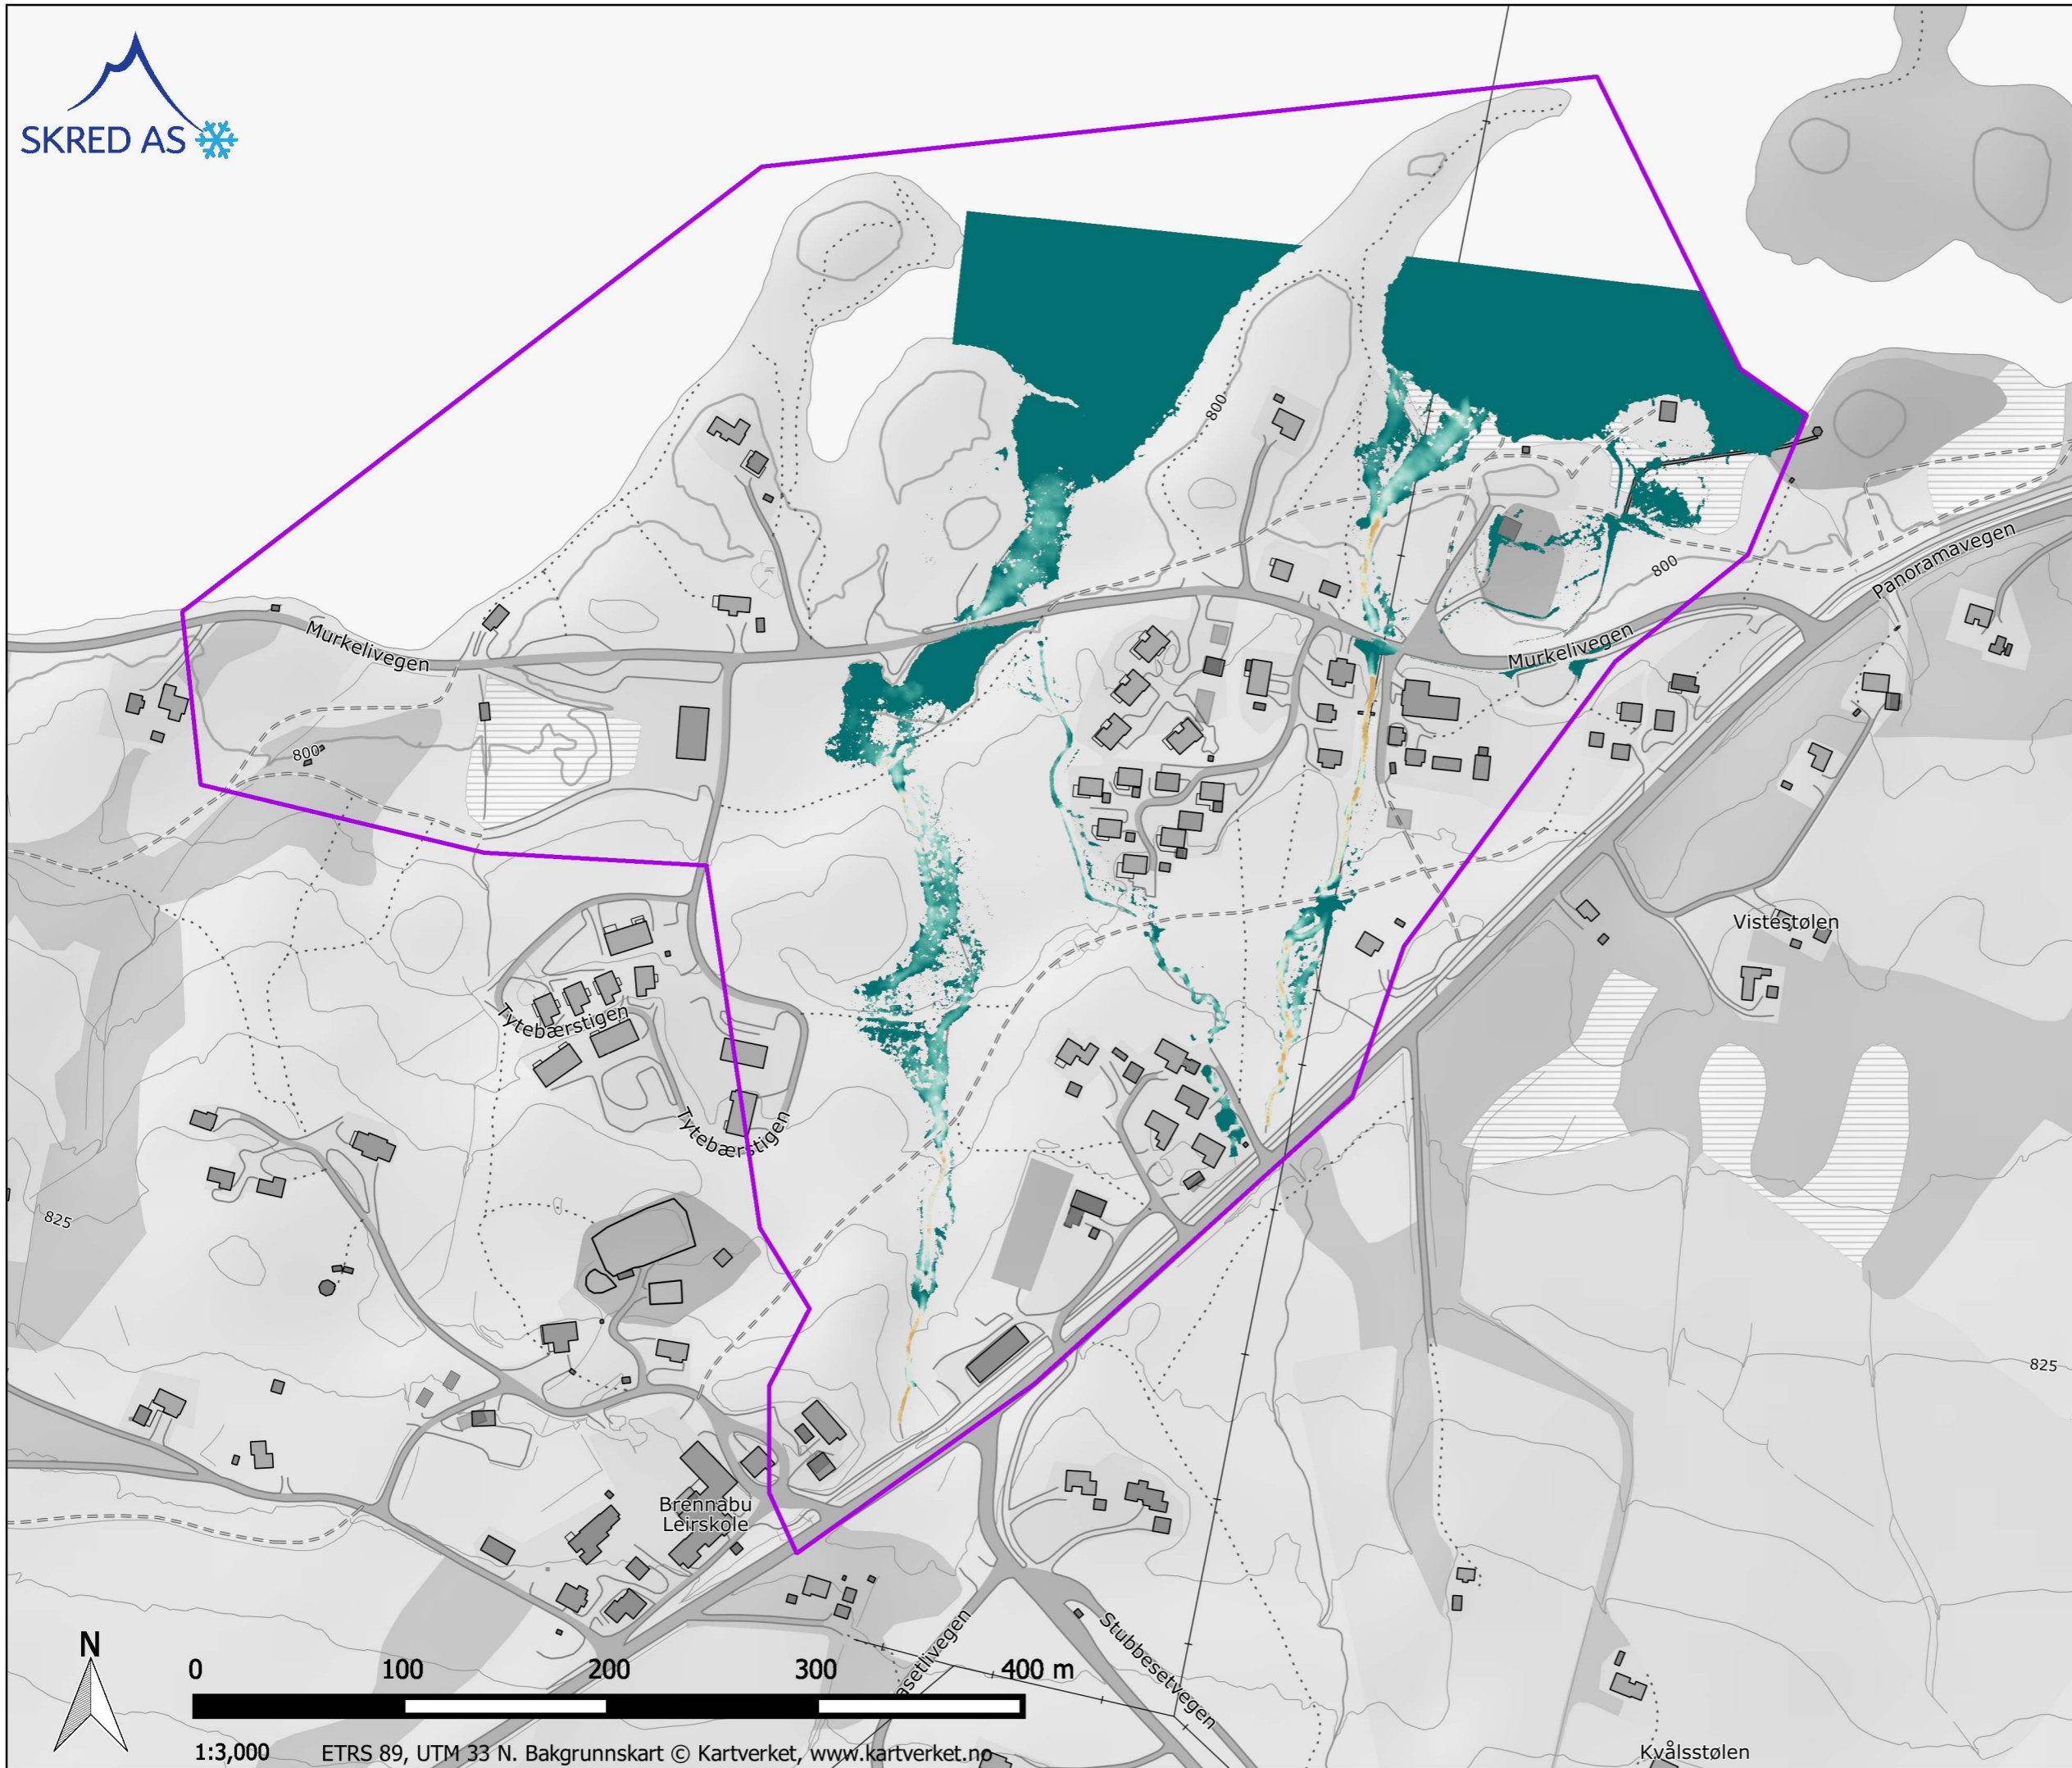 SKRED AS
800
Murkelivegen
800
800
Panoramavegen
Murkelivegen
Vistestølen
Tytebærstigen
Tytebærstigen
825
825
Brennabu
Leirskole
Stubbesetvegen
asetlivegen
N
0 100 200 300 400 m
1:3,000 ETRS 89, UTM 33 N. Bakgrunnskart © Kartverket, www.kartverket.no
Kvålsstølen